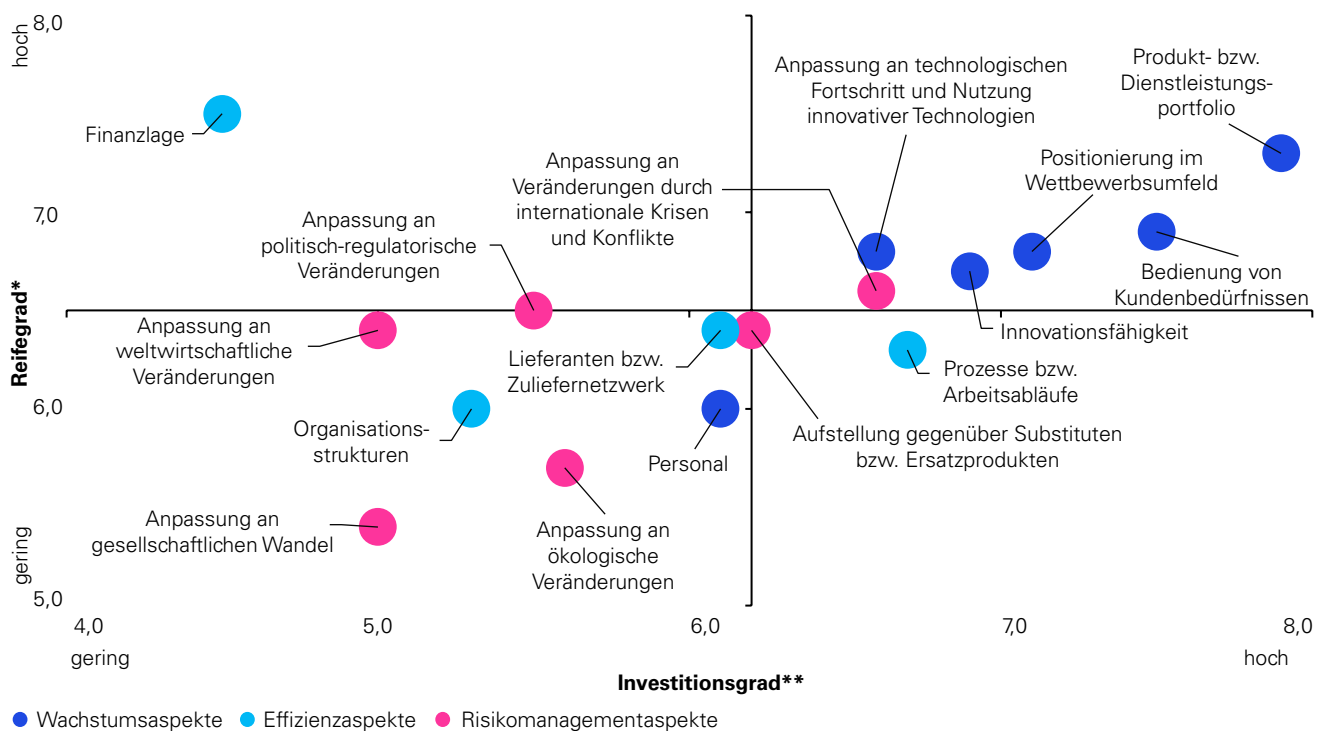 hoch
8,0
Finanzlage
Anpassung an technologischen
Fortschritt und Nutzung
innovativer Technologien
Produkt- bzw.
Dienstleistungs-
portfolio
Anpassung an
Veränderungen durch
internationale Krisen
und Konflikte
Positionierung im
Wettbewerbsumfeld
7,0
Anpassung an
politisch-regulatorische
Veränderungen
Bedienung von
Kundenbedürfnissen
Reifegrad*
Anpassung an
weltwirtschaftliche
Veränderungen
Lieferanten bzw.
Zuliefernetzwerk
Innovationsfähigkeit
Prozesse bzw.
Arbeitsabläufe
6,0
Organisations-
strukturen
Personal
Aufstellung gegenüber Substituten
bzw. Ersatzprodukten
Anpassung an
gesellschaftlichen Wandel
Anpassung an
ökologische
Veränderungen
gering
5,0
4,0
5,0
6,0
7,0
8,0
gering
hoch
Investitionsgrad**
Wachstumsaspekte
Effizienzaspekte
Risikomanagementaspekte